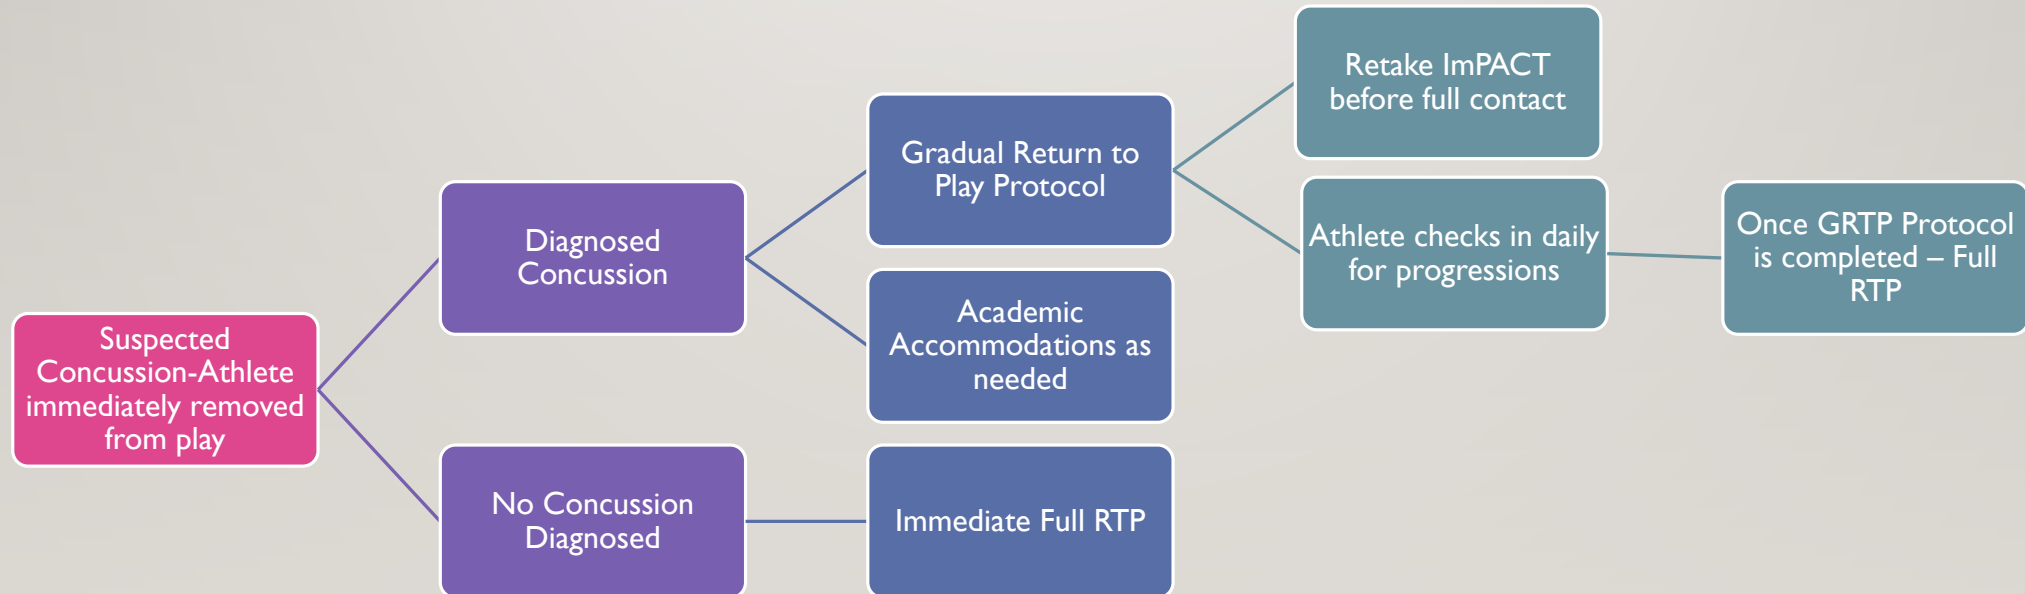 Suspected
Concussion-Athlete
immediately removed
from play
Diagnosed
Concussion
No Concussion
Diagnosed
Gradual Return to
Play Protocol
Academic
Accommodations as
needed
Immediate Full RTP
Retake ImPACT
before full contact
Athlete checks in daily
for progressions
Once GRTP Protocol
is completed – Full
RTP